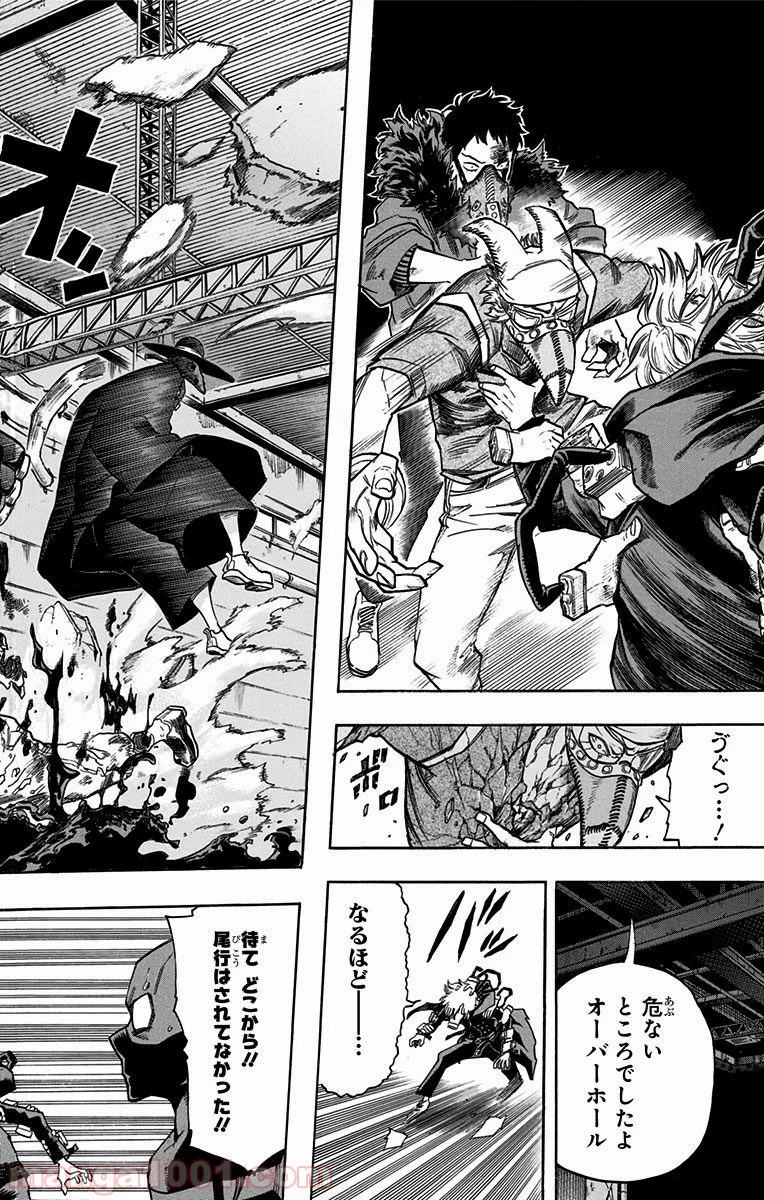 うぐっ…!
ボロ
危ない
ところでしたよ
オーバーホール
なるほど――…
待て どこから!!
尾行はされてなかった!!
manga1001.com